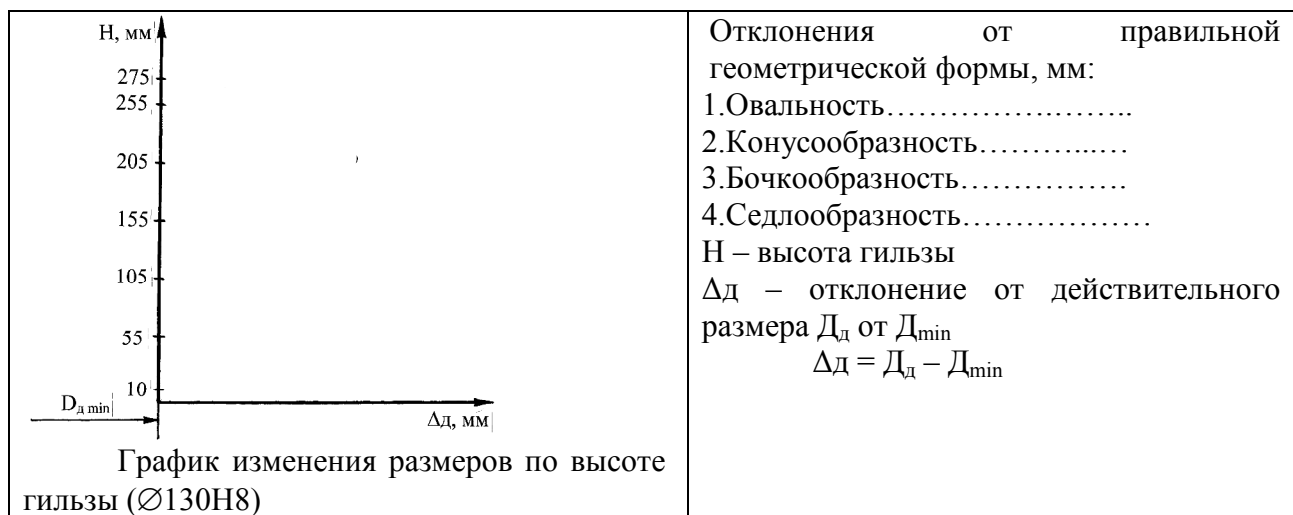 Н, мм
275
255
205
155
105
55
10
D д min
Δд, мм
График изменения размеров по высоте
гильзы (∅130Н8)
Отклонения от правильной
геометрической формы, мм:
1.Овальность…………….……..
2.Конусообразность………...….
3.Бочкообразность…………….
4.Седлообразность………………
Н – высота гильзы
Δд – отклонение от действительного
размера Дд от Дmin
Δд = Дд – Дmin